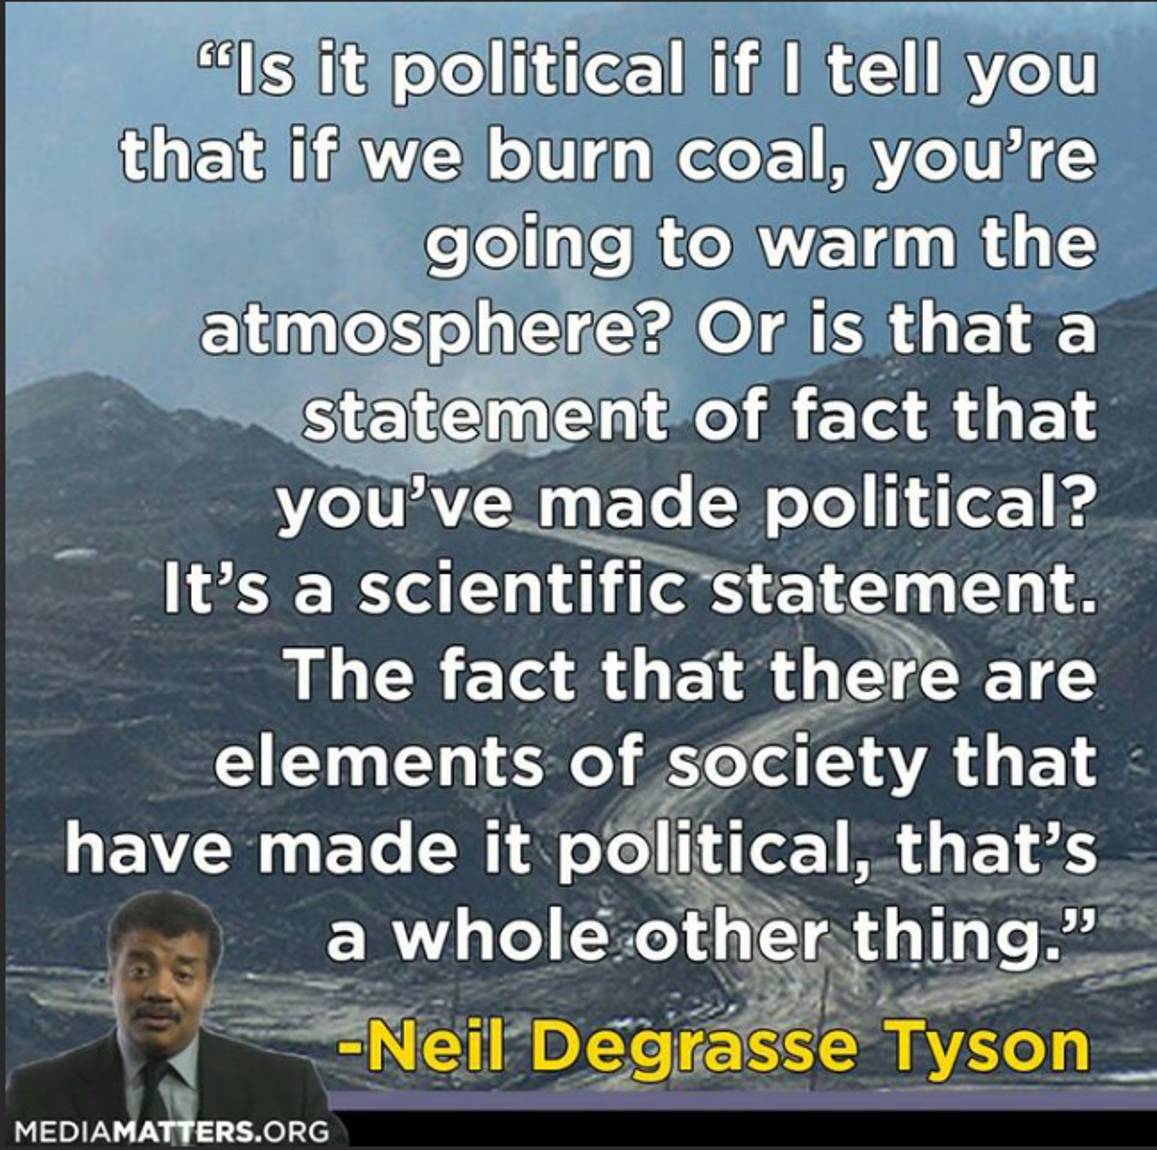 “Is it political if I tell you
that if we burn coal, you’re
going to warm the
atmosphere? Or is that a
statement of fact that
you’ve made political?
It’s a scientific statement.
The fact that there are
elements of society that
have made it political, that’s
a whole other thing.”
-Neil Degrasse Tyson
MEDIAMATTERS.ORG